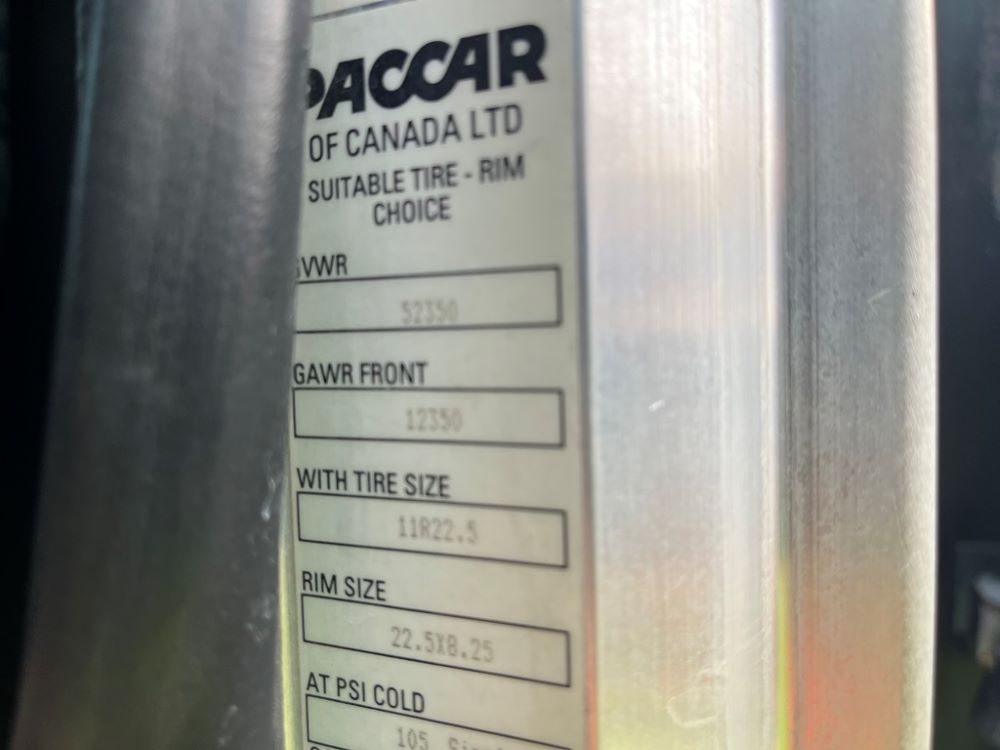 PACCAR
OF CANADA LTD
SUITABLE TIRE - RIM
CHOICE
GVWR
52350
GAWR FRONT
12350
WITH TIRE SIZE
11R22.5
RIM SIZE
22.5X8.25
AT PSI COLD
105